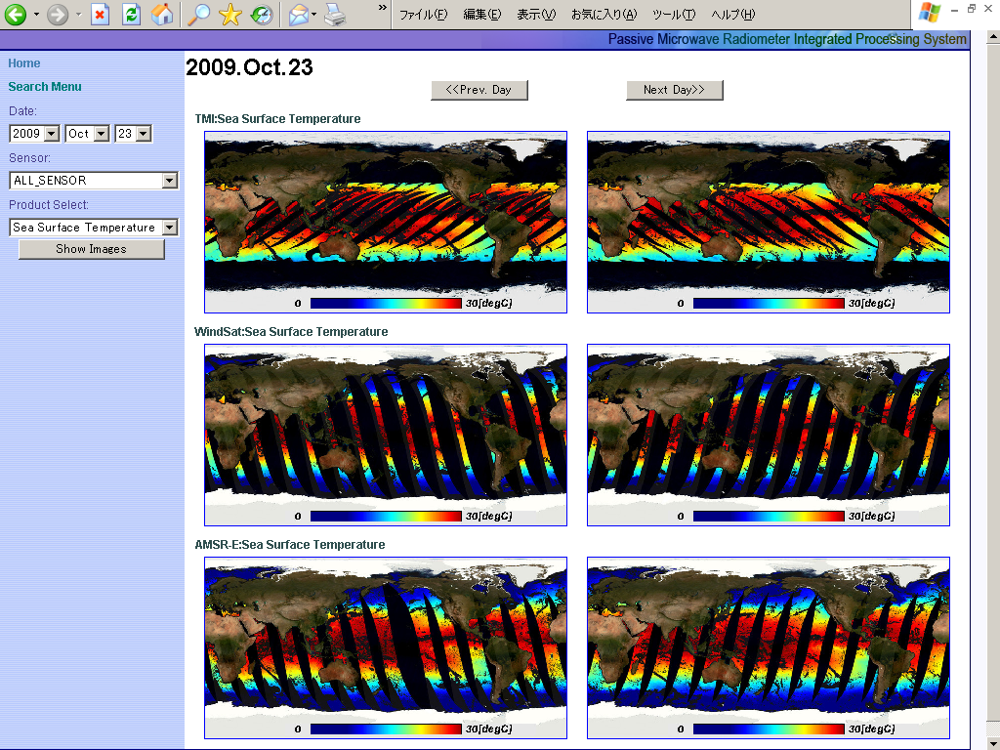 ファイル(F) 編集(E) 表示(V) お気に入り(A) ツール(T) ヘルプ(H)
Passive Microwave Radiometer Integrated Processing System
Home
Search Menu
Date:
2009 Oct 23
Sensor:
ALL_SENSOR
Product Select:
Sea Surface Temperature
Show Images
2009.Oct.23
<<Prev. Day Next Day>>
TMI:Sea Surface Temperature
0 30[degC] 0 30[degC]
WindSat:Sea Surface Temperature
0 30[degC] 0 30[degC]
AMSR-E:Sea Surface Temperature
0 30[degC] 0 30[degC]